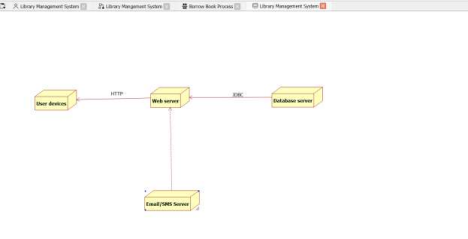 Library Management System
Library Mangement System
Borrow Book Process
Library Management System
HTTP
JDBC
User devices
Web server
Database server
Email/SMS Server